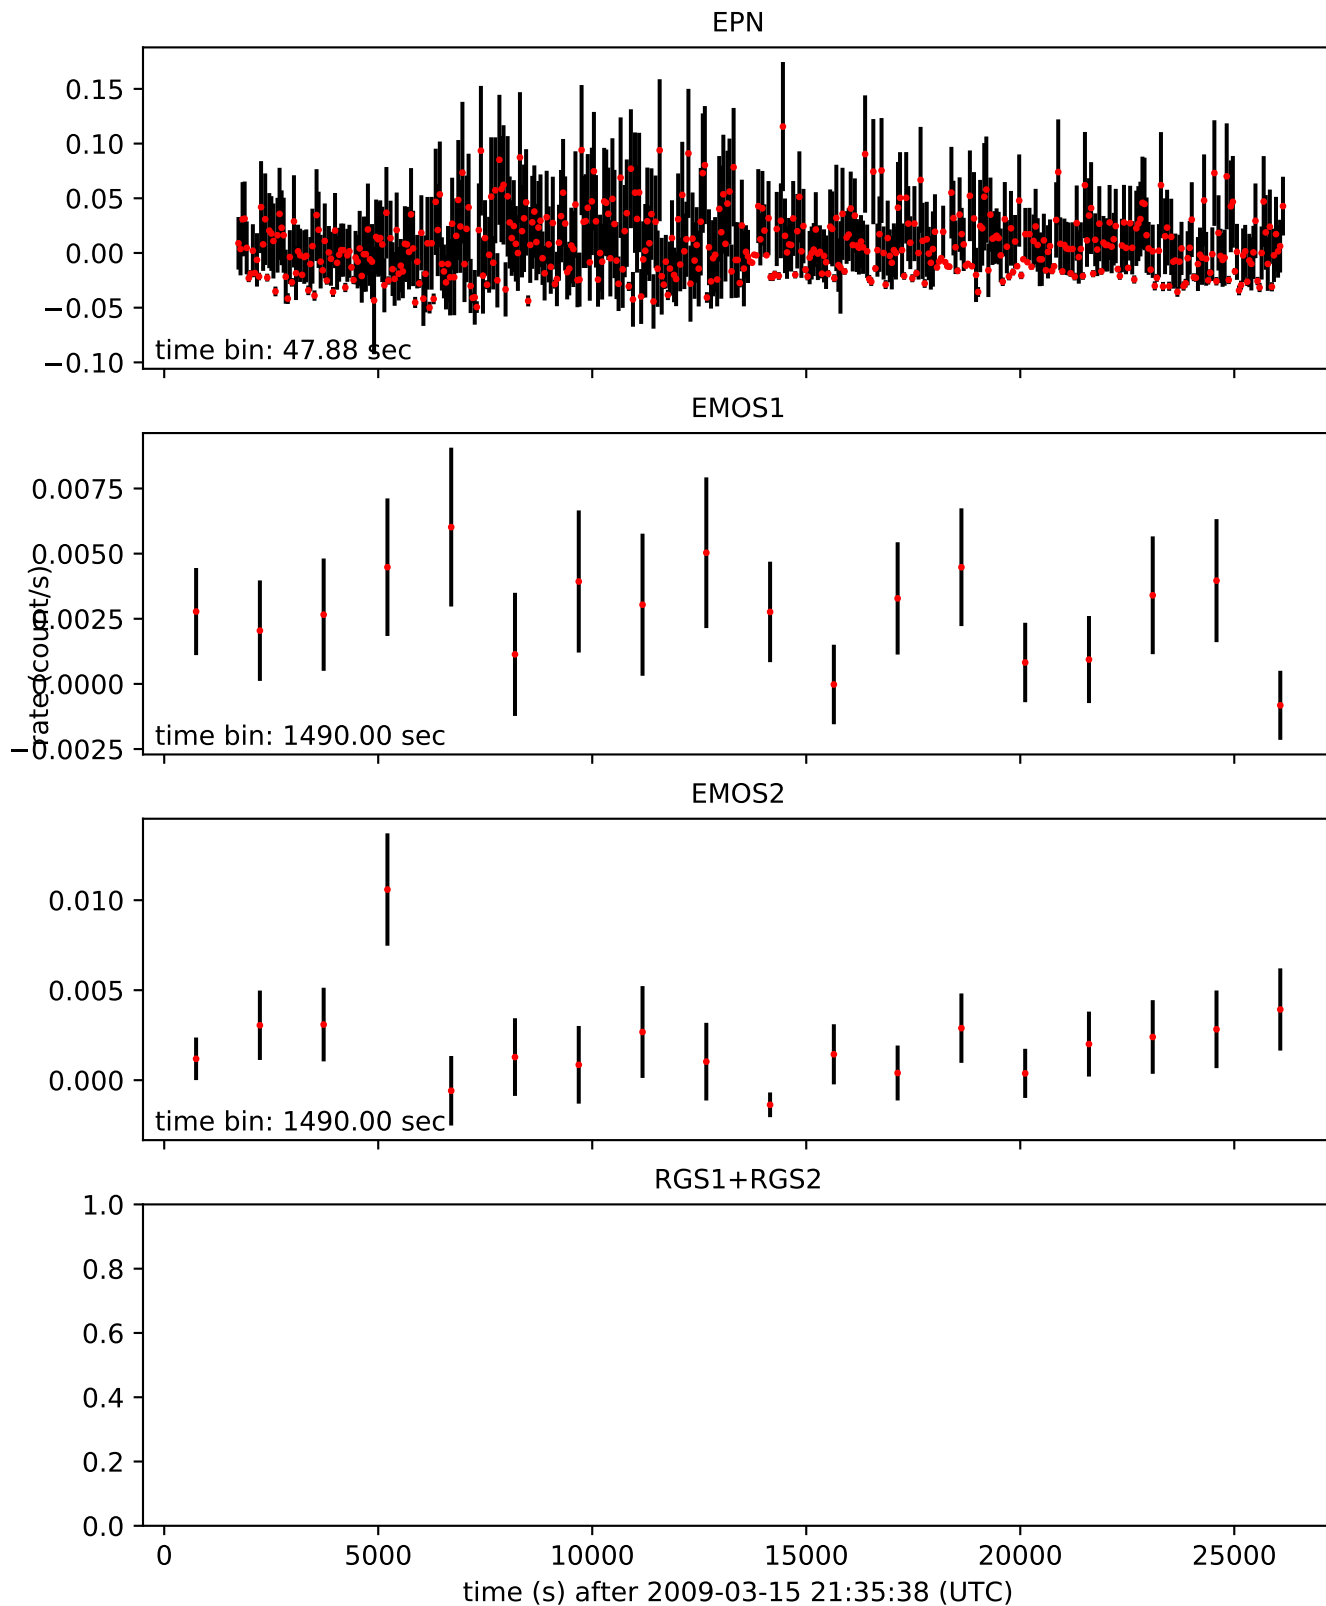 EPN
0.15
0.10
0.05
0.00
−0.05
−0.10
time bin: 47.88 sec
EMOS1
0.0075
0.0050
0.0025
0.0000
−0.0025
rate (count/s)
time bin: 1490.00 sec
EMOS2
0.010
0.005
0.000
time bin: 1490.00 sec
RGS1+RGS2
1.0
0.8
0.6
0.4
0.2
0.0
0 5000 10000 15000 20000 25000
time (s) after 2009-03-15 21:35:38 (UTC)